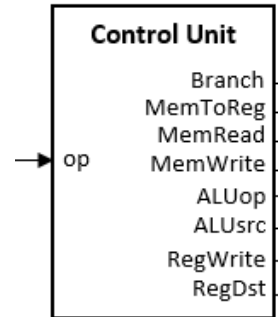 Control Unit
Branch
MemToReg
MemRead
op
MemWrite
ALUop
ALUsrc
RegWrite
RegDst